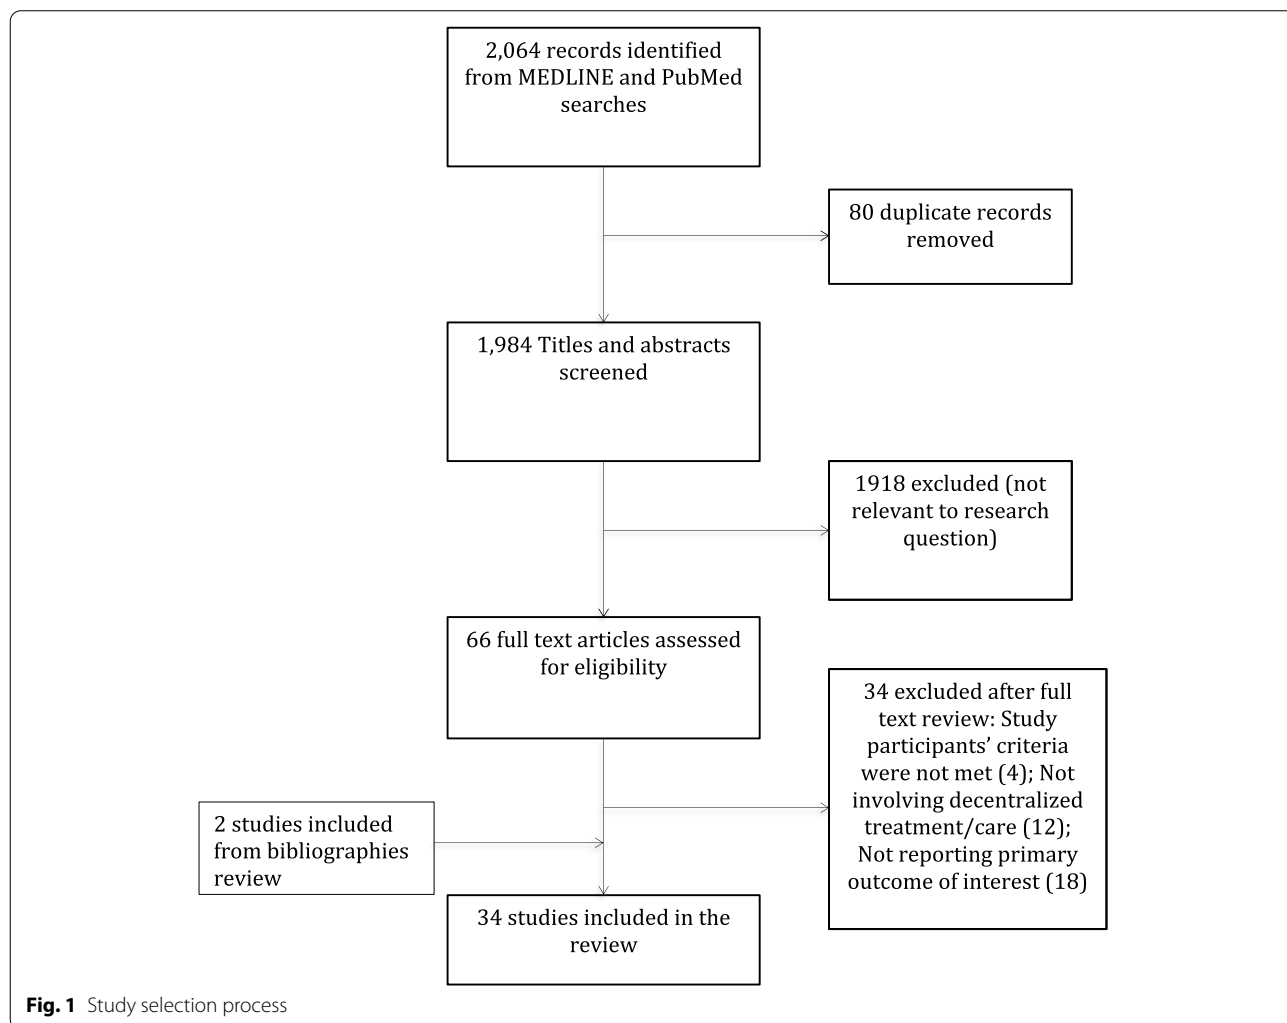 2,064 records identified
from MEDLINE and PubMed
searches
80 duplicate records
removed
1,984 Titles and abstracts
screened
1918 excluded (not
relevant to research
question)
66 full text articles assessed
for eligibility
34 excluded after full
text review: Study
participants’ criteria
were not met (4); Not
involving decentralized
treatment/care (12);
Not reporting primary
outcome of interest (18)
2 studies included
from bibliographies
review
34 studies included in the
review
Fig. 1 Study selection process